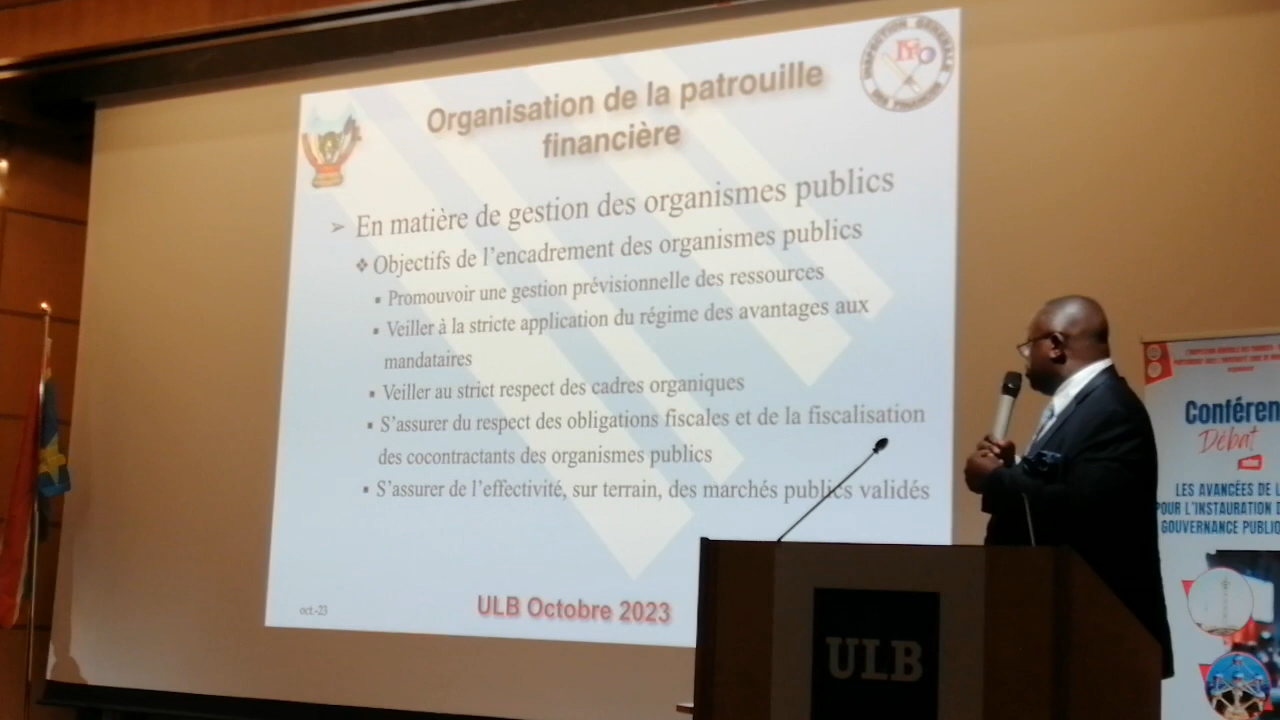 Organisation de la patrouille
financière
INSPECTION GÉNÉRALE
DES FINANCES
➢ En matière de gestion des organismes publics
❖ Objectifs de l'encadrement des organismes publics
▪ Promouvoir une gestion prévisionnelle des ressources
▪ Veiller à la stricte application du régime des avantages aux
mandataires
▪ Veiller au strict respect des cadres organiques
▪ S'assurer du respect des obligations fiscales et de la fiscalisation
des cocontractants des organismes publics
▪ S'assurer de l'effectivité, sur terrain, des marchés publics validés
oct.-23
ULB Octobre 2023
ULB
Conféren
Débat
LES AVANCÉES DE L
POUR L'INSTAURATION D
GOUVERNANCE PUBLIQ